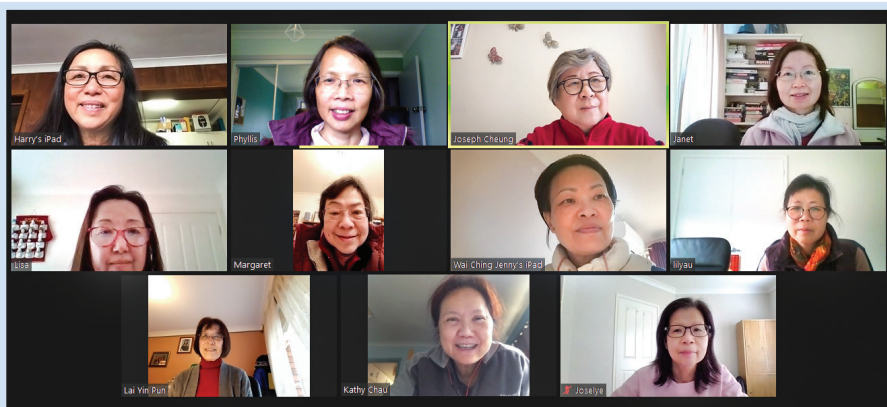 Harry's iPad
Phyllis
Joseph Cheung
Janet
Lisa
Margaret
Wai Ching Jenny's iPad
lilyau
Lai Yin Pun
Kathy Chau
Joselye